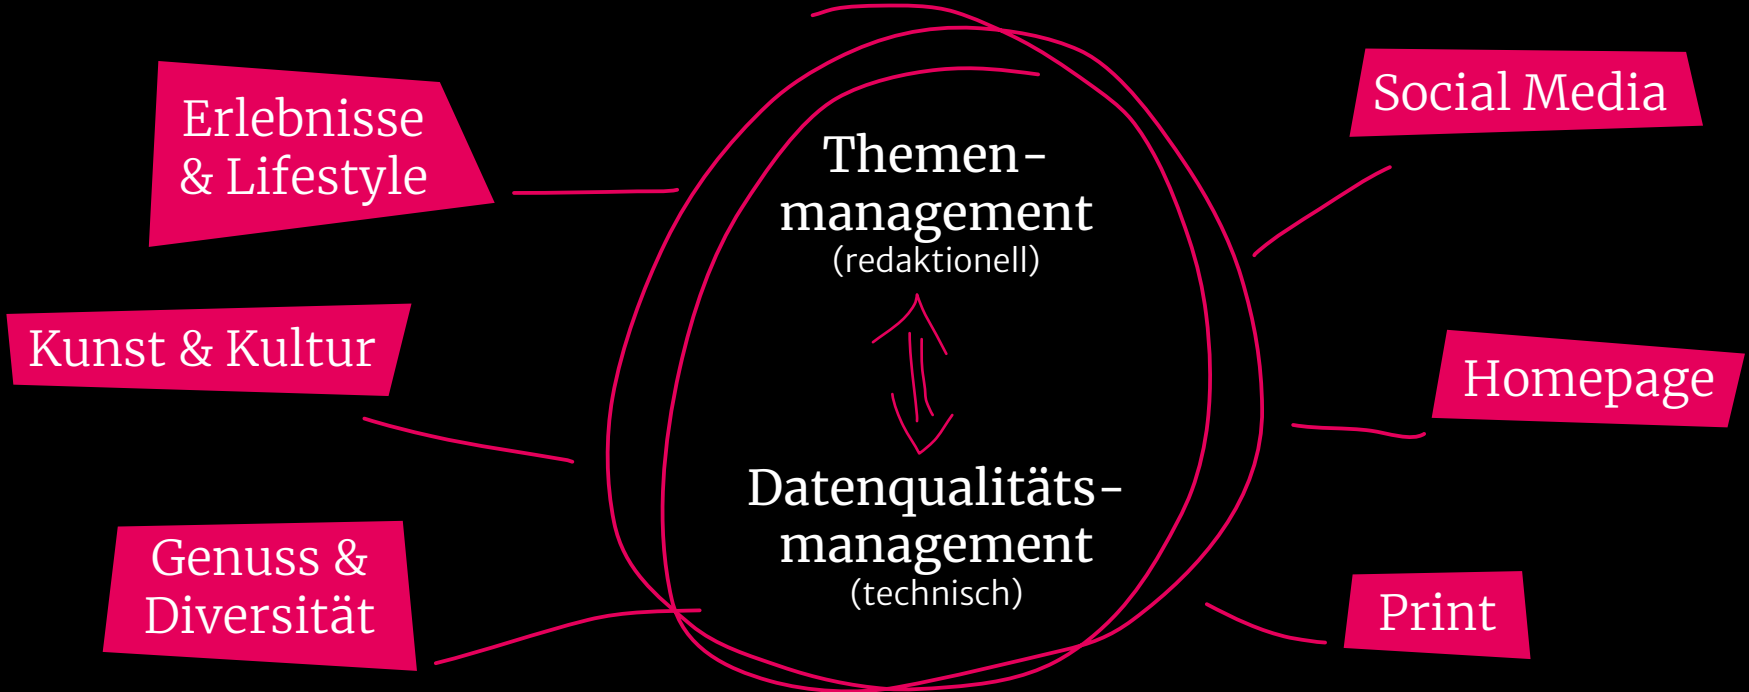 Erlebnisse
& Lifestyle
Kunst & Kultur
Genuss &
Diversität
Themen-
management
(redaktionell)
Datenqualitäts-
management
(technisch)
Social Media
Homepage
Print